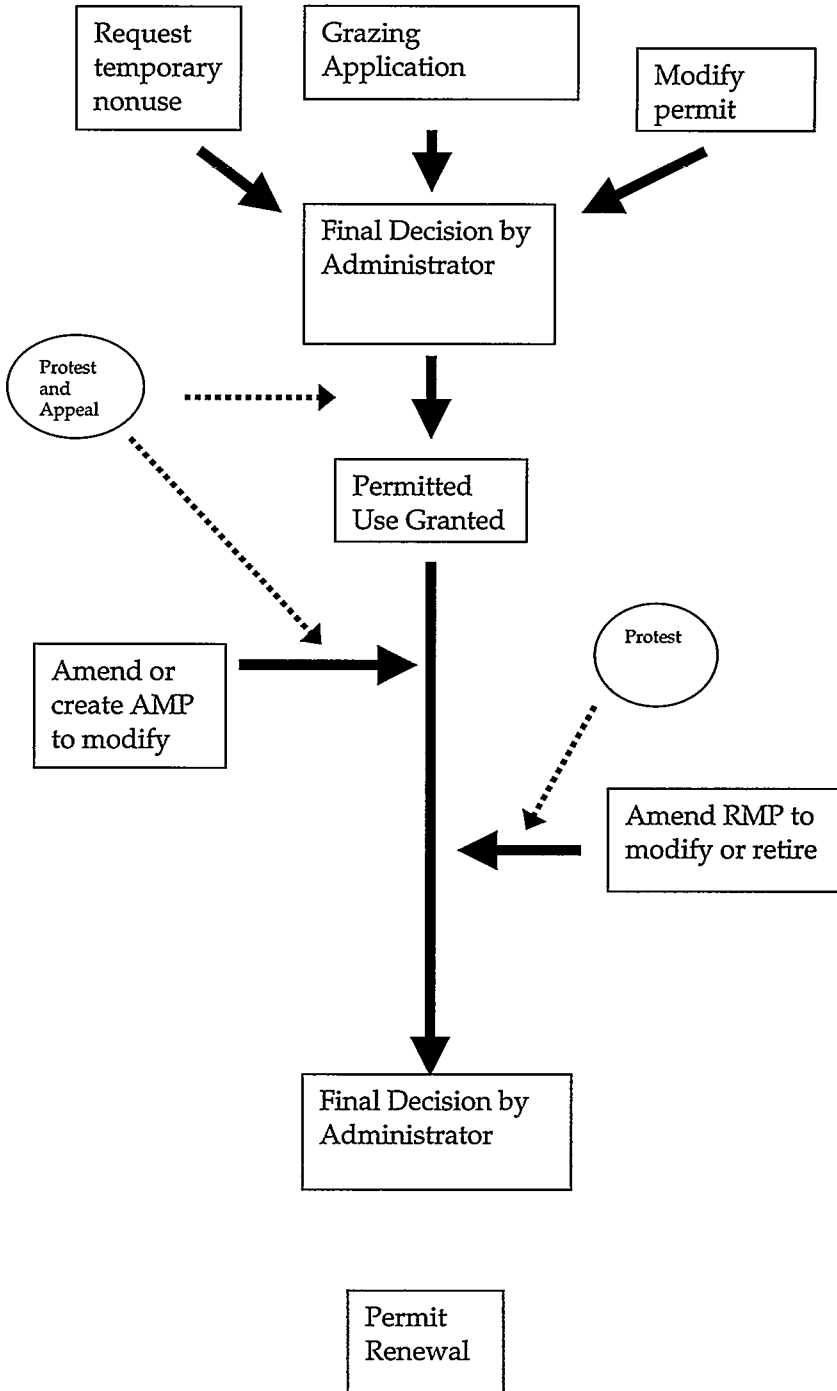 Request
temporary
nonuse
Grazing
Application
Modify
permit
Final Decision by
Administrator
Protest
and
Appeal
Permitted
Use Granted
Protest
Amend or
create AMP
to modify
Amend RMP to
modify or retire
Final Decision by
Administrator
Permit
Renewal